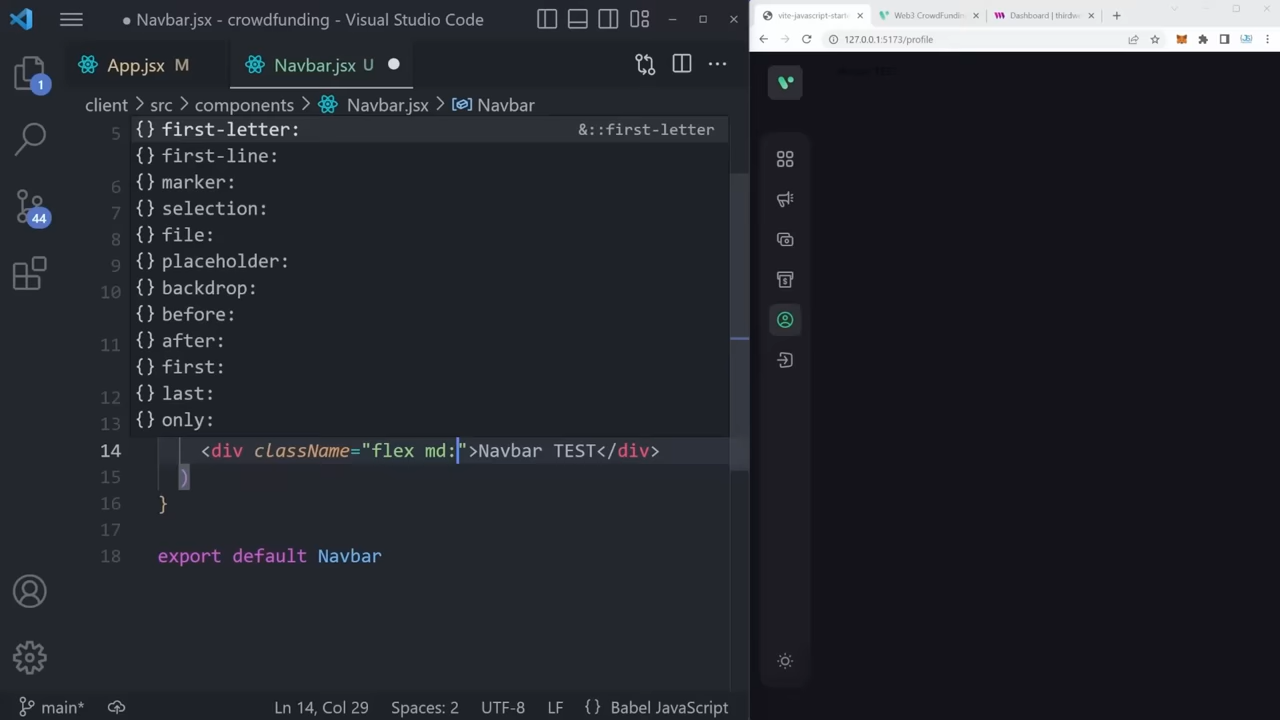 Navbar.jsx - crowdfunding - Visual Studio Code
App.jsx M
Navbar.jsx U
client > src > components > Navbar.jsx > Navbar
1
44
5
6
7
8
9
10
11
12
13
{} first-letter: &::first-letter
{} first-line:
{} marker:
{} selection:
{} file:
{} placeholder:
{} backdrop:
{} before:
{} after:
{} first:
{} last:
{} only:
14 <div className="flex md:">Navbar TEST</div>
15 )
16 }
17
18 export default Navbar
main* Ln 14, Col 29 Spaces: 2 UTF-8 LF {} Babel JavaScript
vite-javascript-start
Web3 CrowdFundin
Dashboard | thirdwe
127.0.0.1:5173/profile